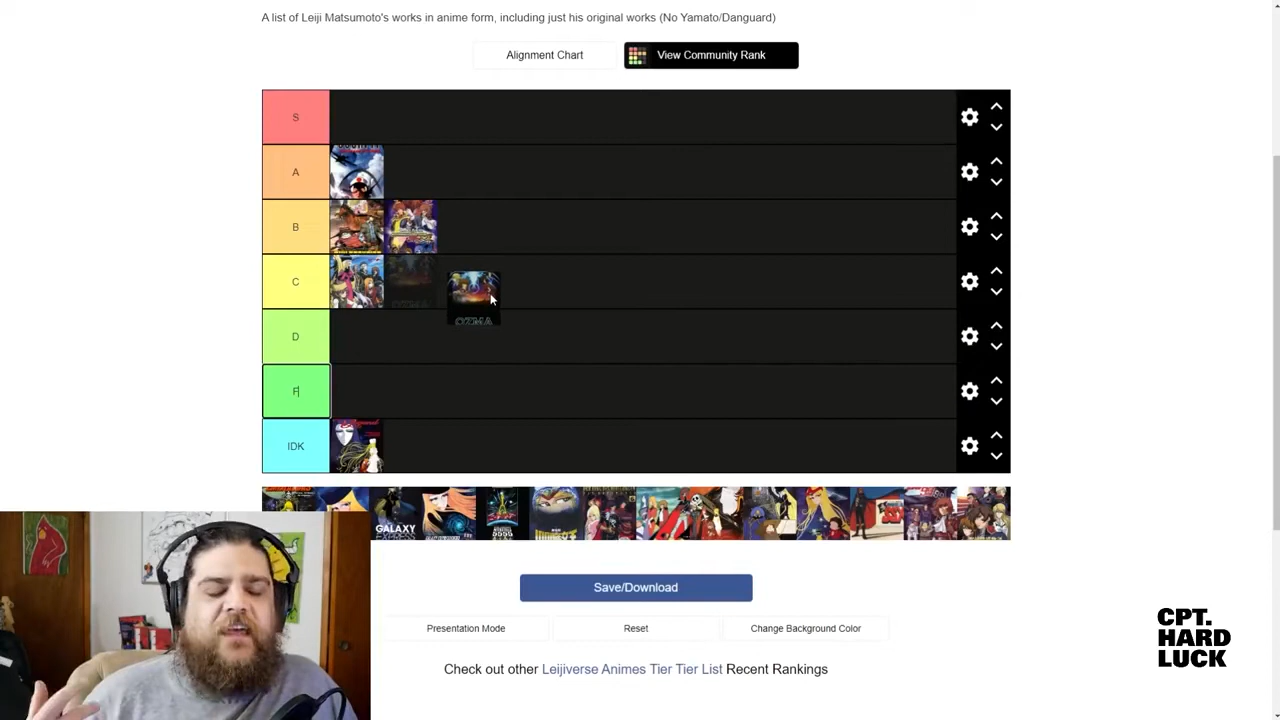 A list of Leiji Matsumoto's works in anime form, including just his original works (No Yamato/Danguard)
Alignment Chart
View Community Rank
S
A
B
C
OZMA
OZMA
D
F
IDK
GALAXY
EXPRESS
Save/Download
Presentation Mode
Reset
Change Background Color
Check out other Leijiverse Animes Tier Tier List Recent Rankings
CPT.
HARD
LUCK